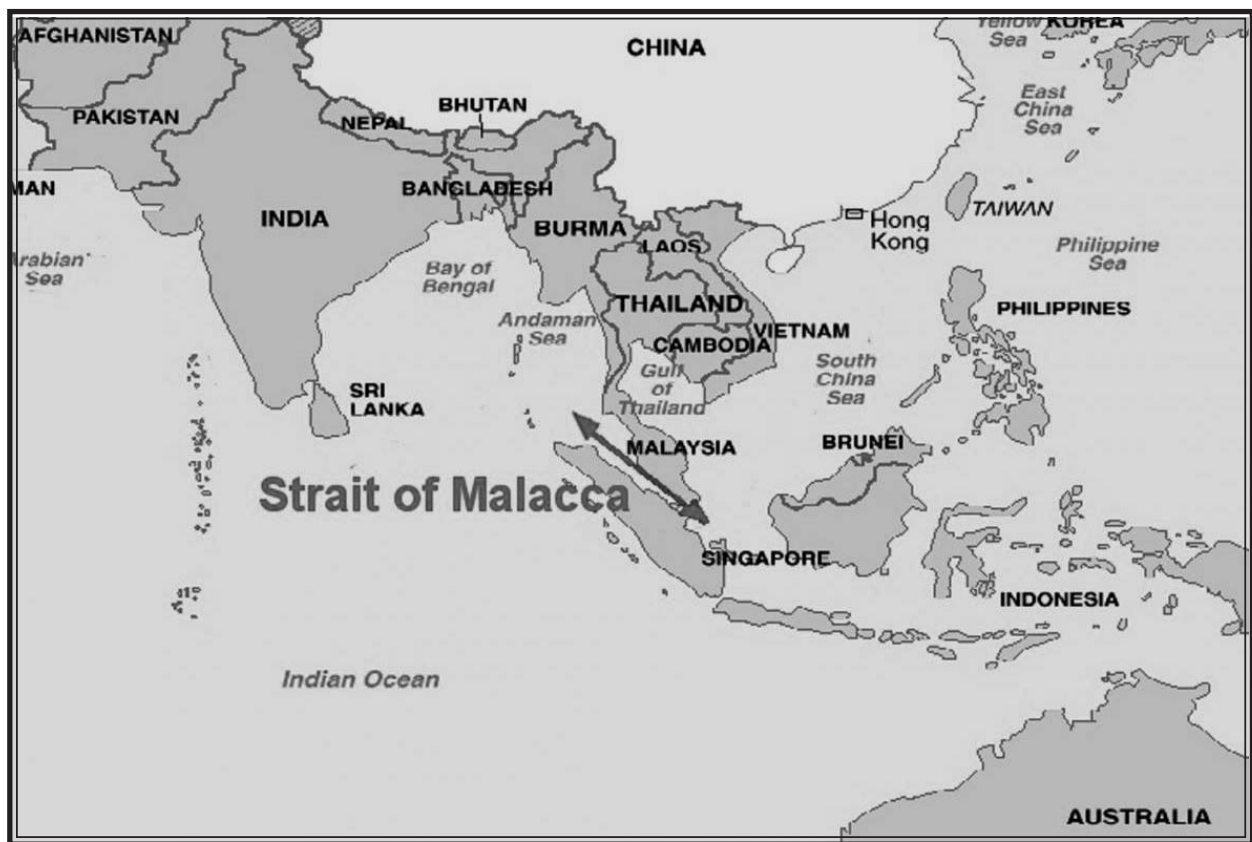 AFGHANISTAN
PAKISTAN
MAN
Arabian
Sea
INDIA
NEPAL
BHUTAN
BANGLADESH
BURMA
CHINA
Yellow
Sea
KOREA
East
China
Sea
TAIWAN
Hong
Kong
Philippine
Sea
LAOS
THAILAND
VIETNAM
CAMBODIA
Bay of
Bengal
Andaman
Sea
Gulf
of
Thailand
South
China
Sea
PHILIPPINES
SRI
LANKA
MALAYSIA
BRUNEI
Strait of Malacca
SINGAPORE
INDONESIA
Indian Ocean
AUSTRALIA